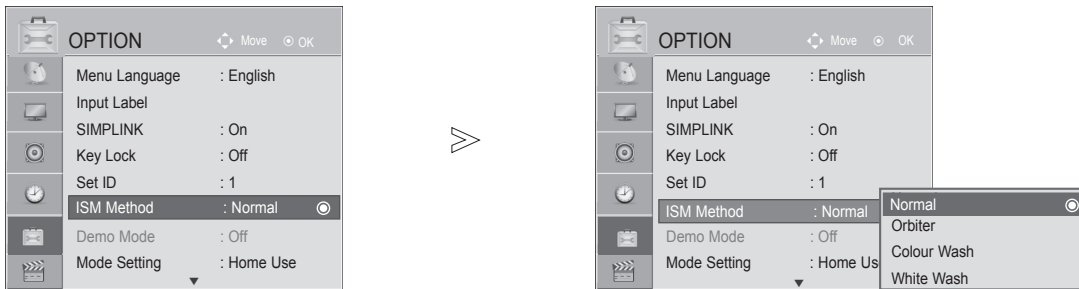 OPTION Move OK
Menu Language : English
Input Label
SIMPLINK : On
Key Lock : Off
Set ID : 1
ISM Method : Normal
Demo Mode : Off
Mode Setting : Home Use
OPTION Move OK
Menu Language : English
Input Label
SIMPLINK : On
Key Lock : Off
Set ID : 1
ISM Method : Normal
Demo Mode : Off
Mode Setting : Home Us
Normal
Orbiter
Colour Wash
White Wash